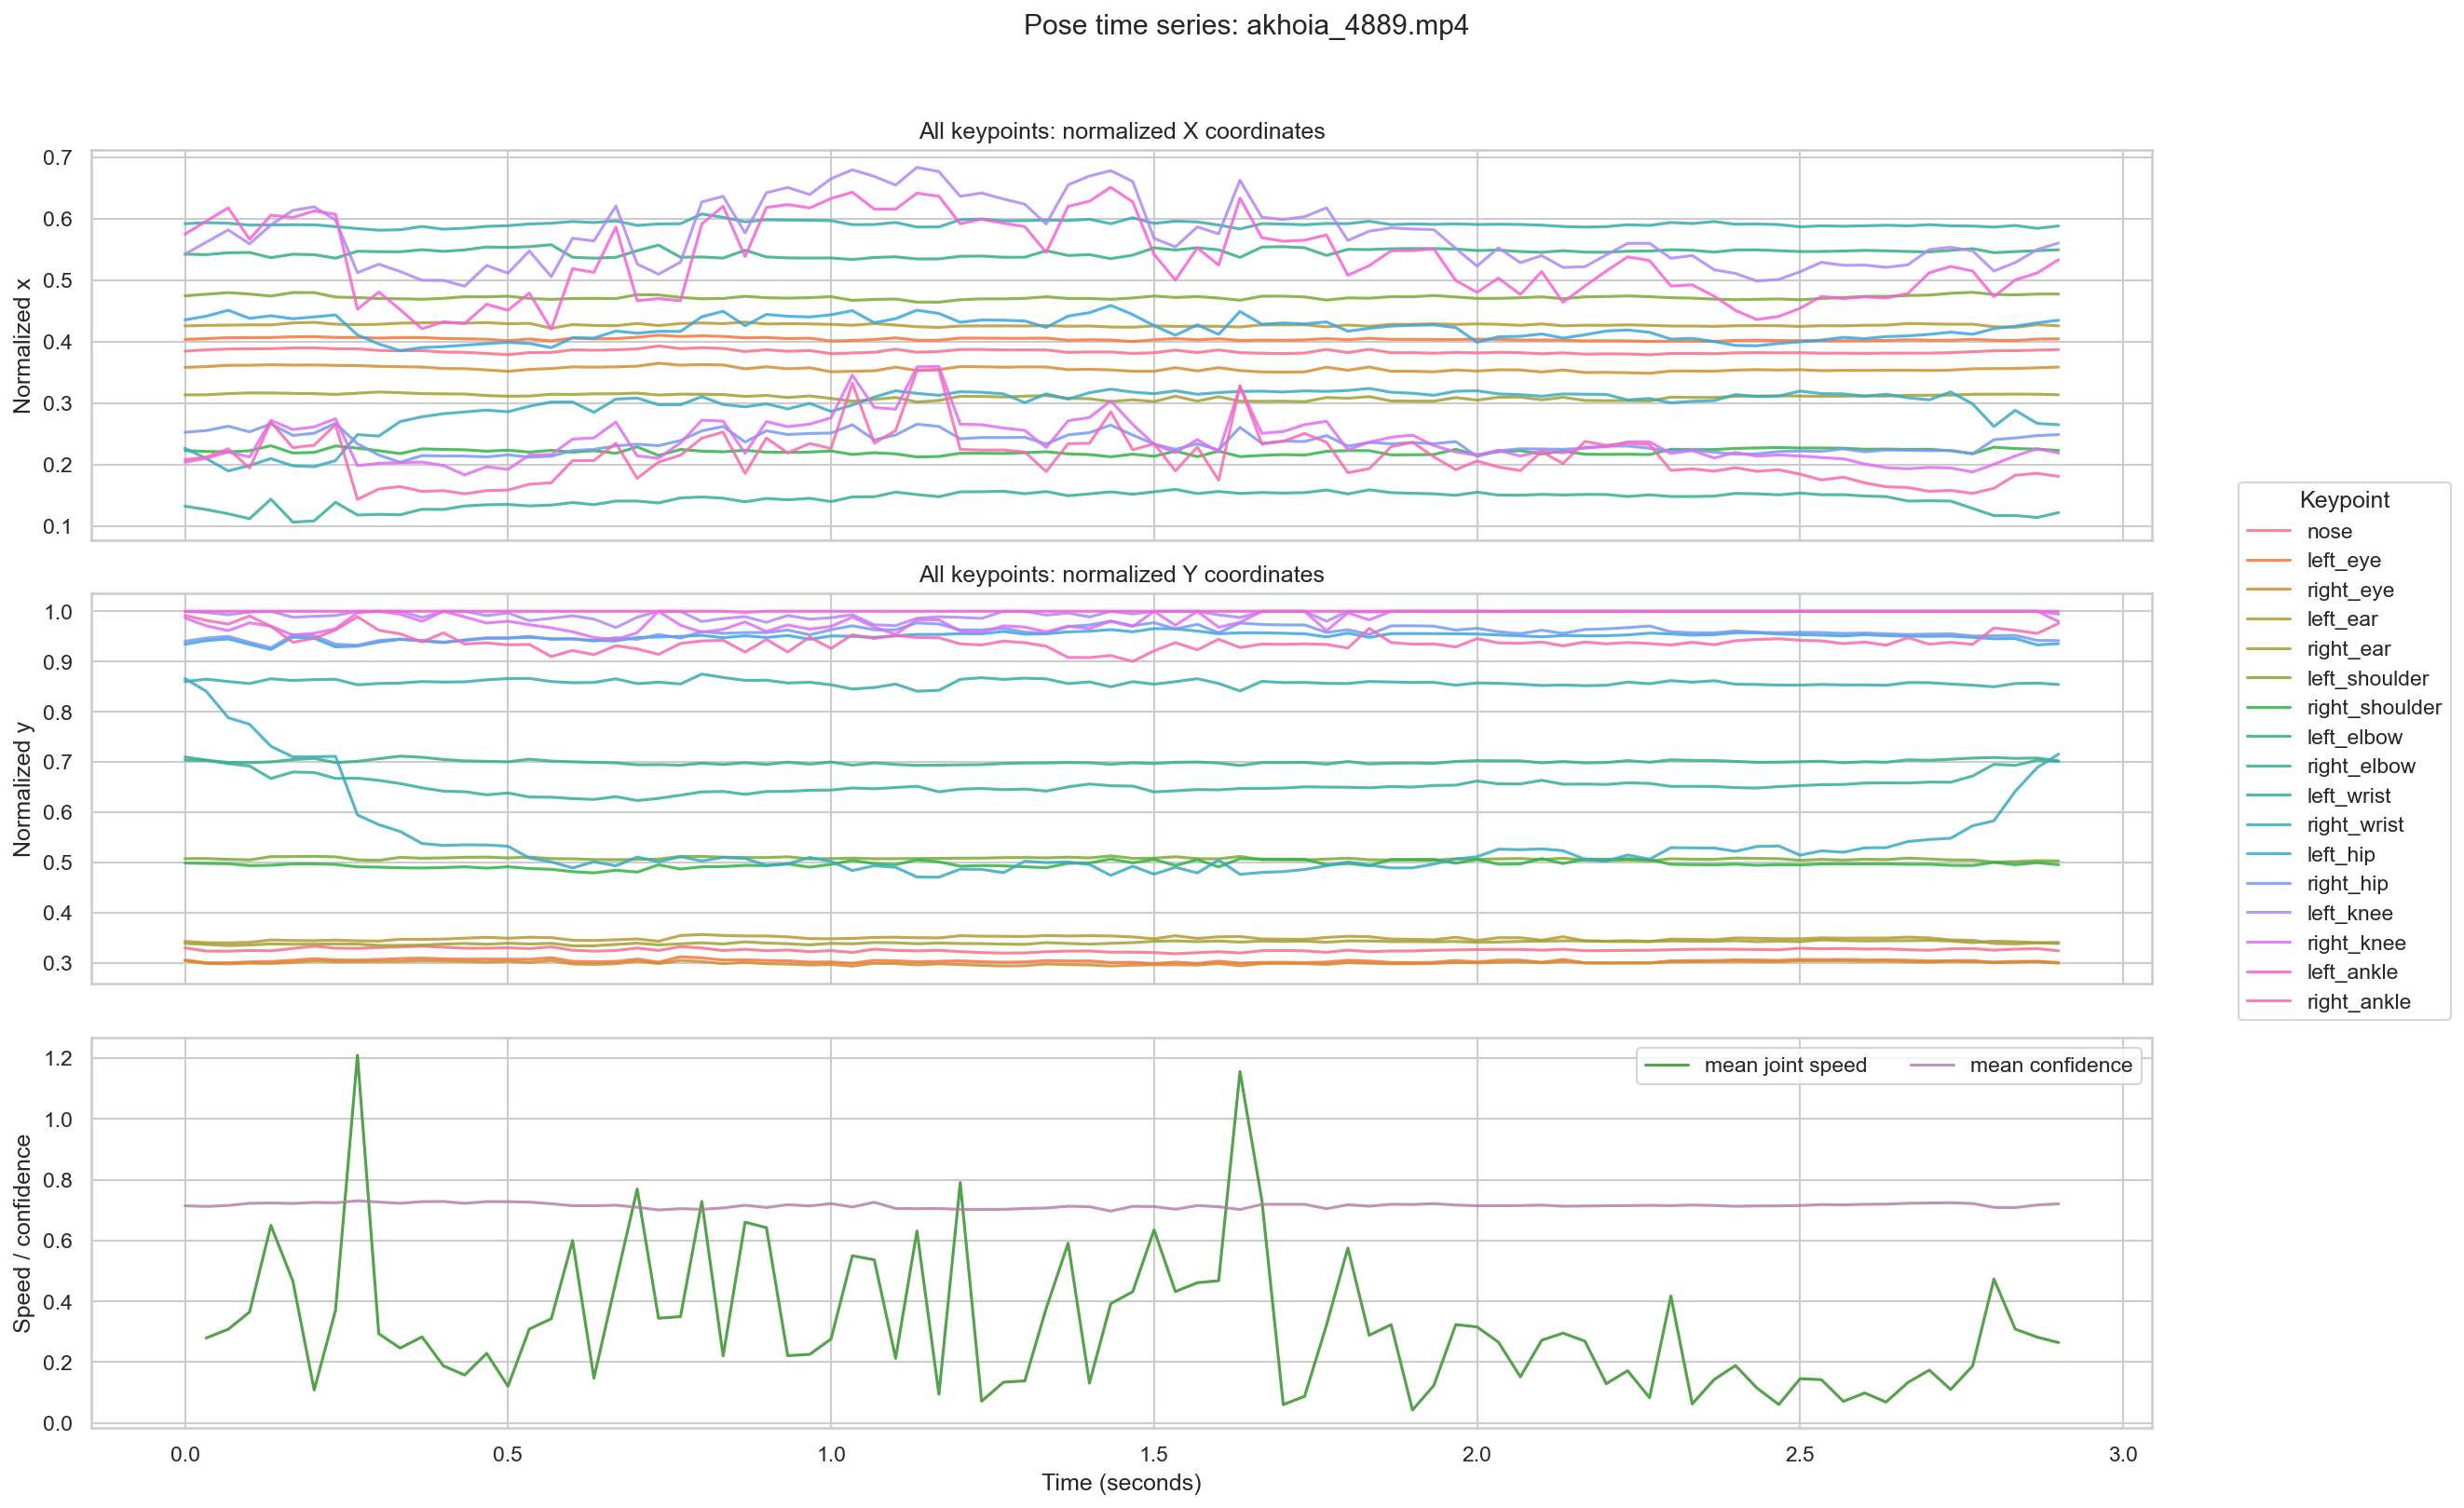 Pose time series: akhoia_4889.mp4
All keypoints: normalized X coordinates
Normalized x
0.7
0.6
0.5
0.4
0.3
0.2
0.1
All keypoints: normalized Y coordinates
Normalized y
1.0
0.9
0.8
0.7
0.6
0.5
0.4
0.3
Keypoint
nose
left_eye
right_eye
left_ear
right_ear
left_shoulder
right_shoulder
left_elbow
right_elbow
left_wrist
right_wrist
left_hip
right_hip
left_knee
right_knee
left_ankle
right_ankle
Speed / confidence
1.2
1.0
0.8
0.6
0.4
0.2
0.0
mean joint speed mean confidence
0.0 0.5 1.0 1.5 2.0 2.5 3.0
Time (seconds)